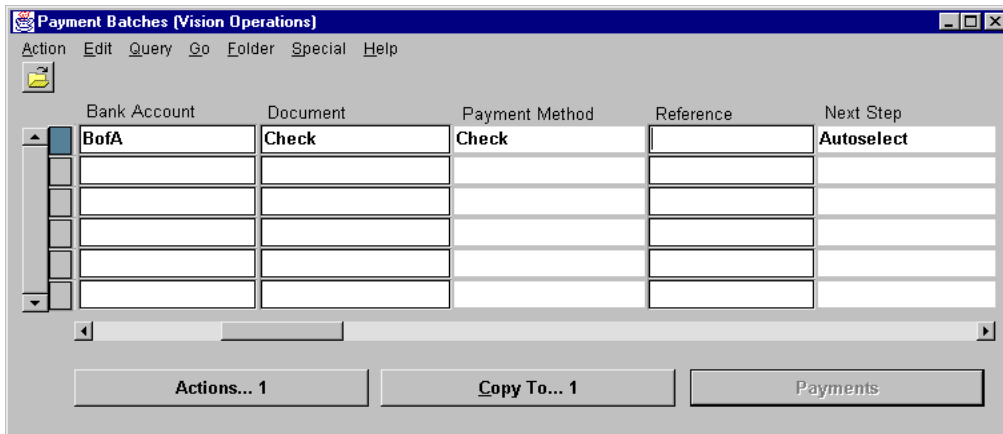 Payment Batches (Vision Operations)
Action Edit Query Go Folder Special Help
Bank Account Document Payment Method Reference Next Step
BofA Check Check Autoselect
Actions... 1 Copy To... 1 Payments